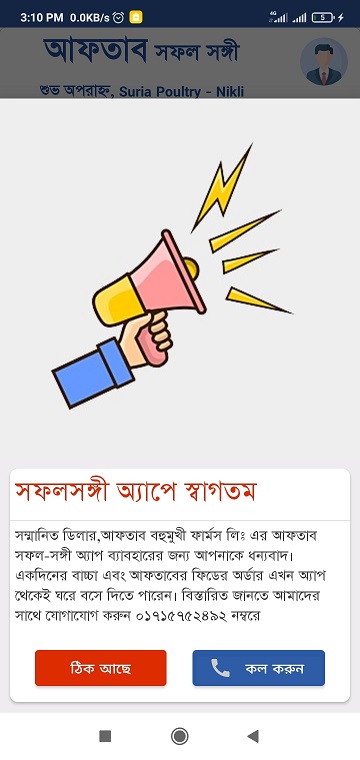 3:10 PM 0.0KB/s 4G 5
আফতাব সফল সঙ্গী
শুভ অপরাহ্ন, Suria Poultry - Nikli
সফলসঙ্গী অ্যাপে স্বাগতম
সম্মানিত ডিলার,আফতাব বহুমুখী ফার্মস লিঃ এর আফতাব
সফল-সঙ্গী অ্যাপ ব্যাবহারের জন্য আপনাকে ধন্যবাদ।
একদিনের বাচ্চা এবং আফতাবের ফিডের অর্ডার এখন অ্যাপ
থেকেই ঘরে বসে দিতে পারেন। বিস্তারিত জানতে আমাদের
সাথে যোগাযোগ করুন ০১৭১৫৭৫২৪৯২ নম্বরে
ঠিক আছে
কল করুন